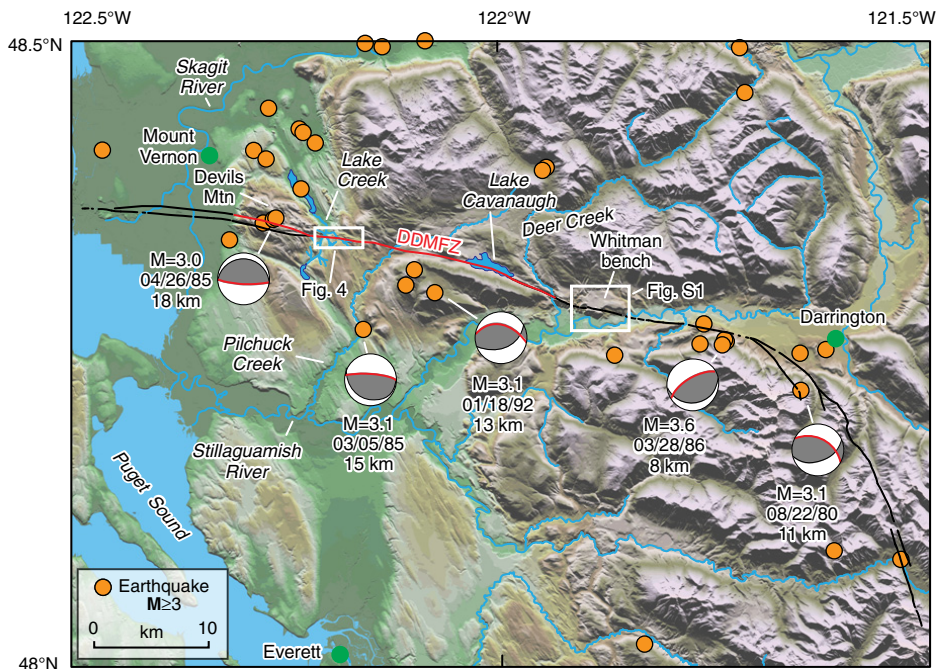 122.5°W
122°W
121.5°W
48.5°N
Skagit
River
Mount
Vernon
Devils
Mtn
Lake
Creek
Lake
Cavanaugh
Deer Creek
DDMFZ
Whitman
bench
M=3.0
04/26/85
18 km
Fig. 4
Fig. S1
Darrington
Pilchuck
Creek
M=3.1
03/05/85
15 km
M=3.1
01/18/92
13 km
M=3.6
03/28/86
8 km
M=3.1
08/22/80
11 km
Stillaguamish
River
Puget Sound
Earthquake
M≥3
0 km 10
Everett
48°N